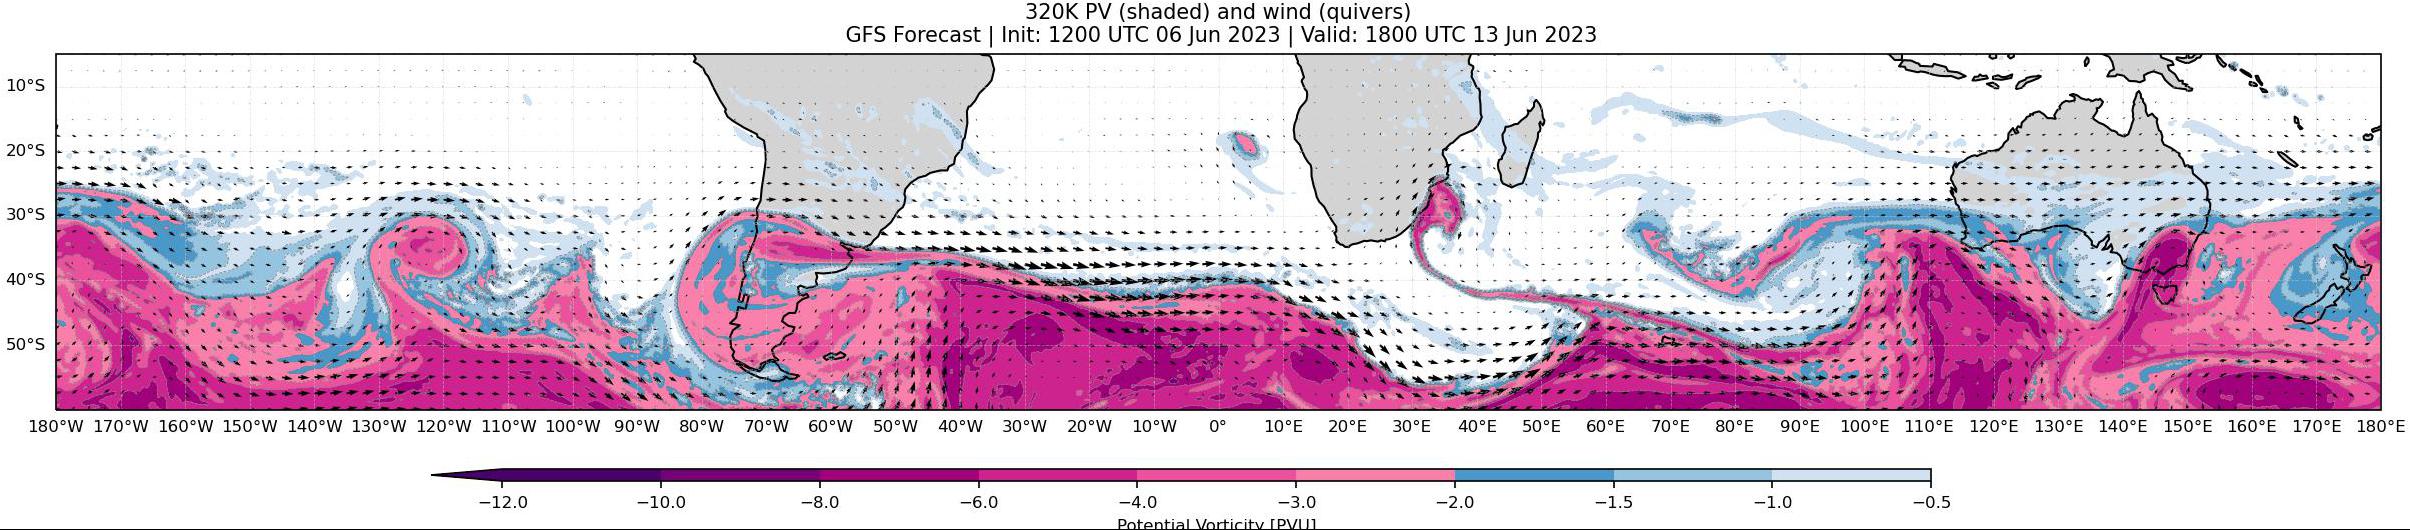 320K PV (shaded) and wind (quivers)
GFS Forecast | Init: 1200 UTC 06 Jun 2023 | Valid: 1800 UTC 13 Jun 2023
10°S
20°S
30°S
40°S
50°S
180°W 170°W 160°W 150°W 140°W 130°W 120°W 110°W 100°W 90°W 80°W 70°W 60°W 50°W 40°W 30°W 20°W 10°W 0° 10°E 20°E 30°E 40°E 50°E 60°E 70°E 80°E 90°E 100°E 110°E 120°E 130°E 140°E 150°E 160°E 170°E 180°E
−12.0 −10.0 −8.0 −6.0 −4.0 −3.0 −2.0 −1.5 −1.0 −0.5
Potential Vorticity [PVU]